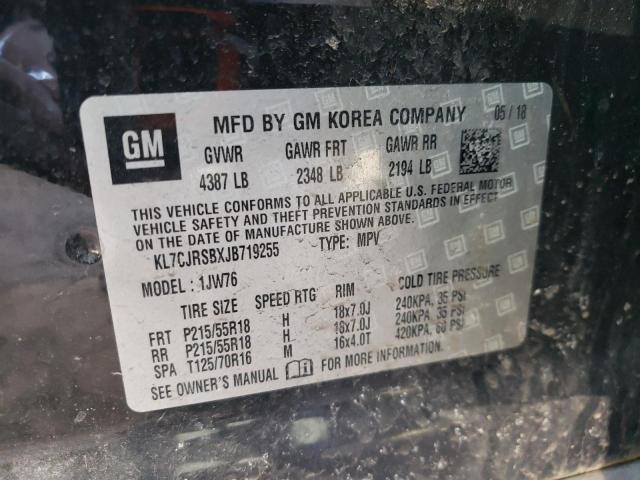 GM
MFD BY GM KOREA COMPANY 05/18
GVWR GAWR FRT GAWR RR
4387 LB 2348 LB 2194 LB
THIS VEHICLE CONFORMS TO ALL APPLICABLE U.S. FEDERAL MOTOR
VEHICLE SAFETY AND THEFT PREVENTION STANDARDS IN EFFECT
ON THE DATE OF MANUFACTURE SHOWN ABOVE.
KL7CJRSBXJB719255 TYPE: MPV
MODEL : 1JW76
TIRE SIZE SPEED RTG RIM COLD TIRE PRESSURE
FRT P215/55R18 H 18x7.0J 240KPA, 35 PSI
RR P215/55R18 H 18x7.0J 240KPA, 35 PSI
SPA T125/70R16 M 16x4.0T 420KPA, 60 PSI
SEE OWNER'S MANUAL FOR MORE INFORMATION.